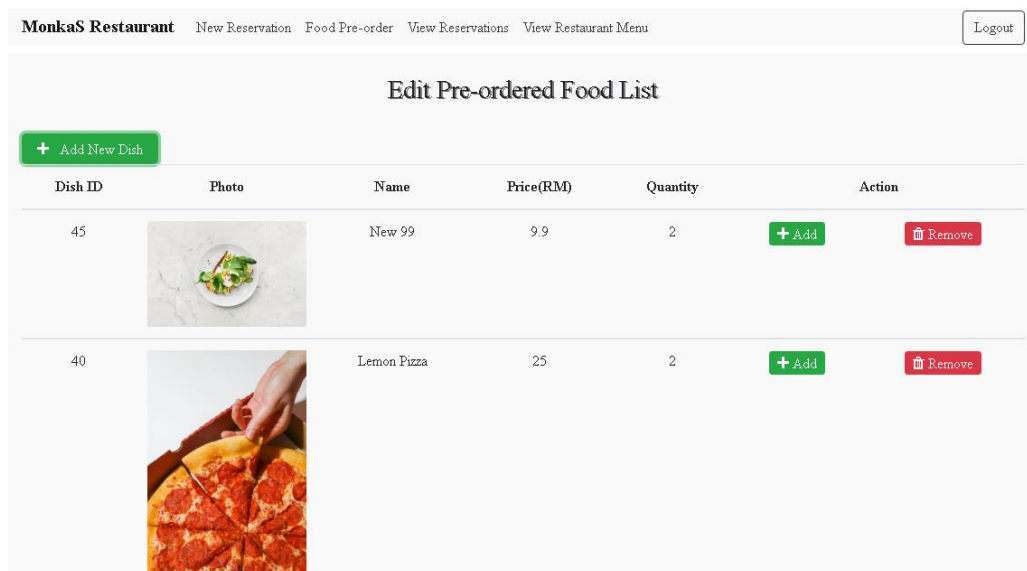 MonkaS Restaurant New Reservation Food Pre-order View Reservations View Restaurant Menu Logout
Edit Pre-ordered Food List
Add New Dish
Dish ID Photo Name Price(RM) Quantity Action
45 New 99 9.9 2 Add Remove
40 Lemon Pizza 25 2 Add Remove